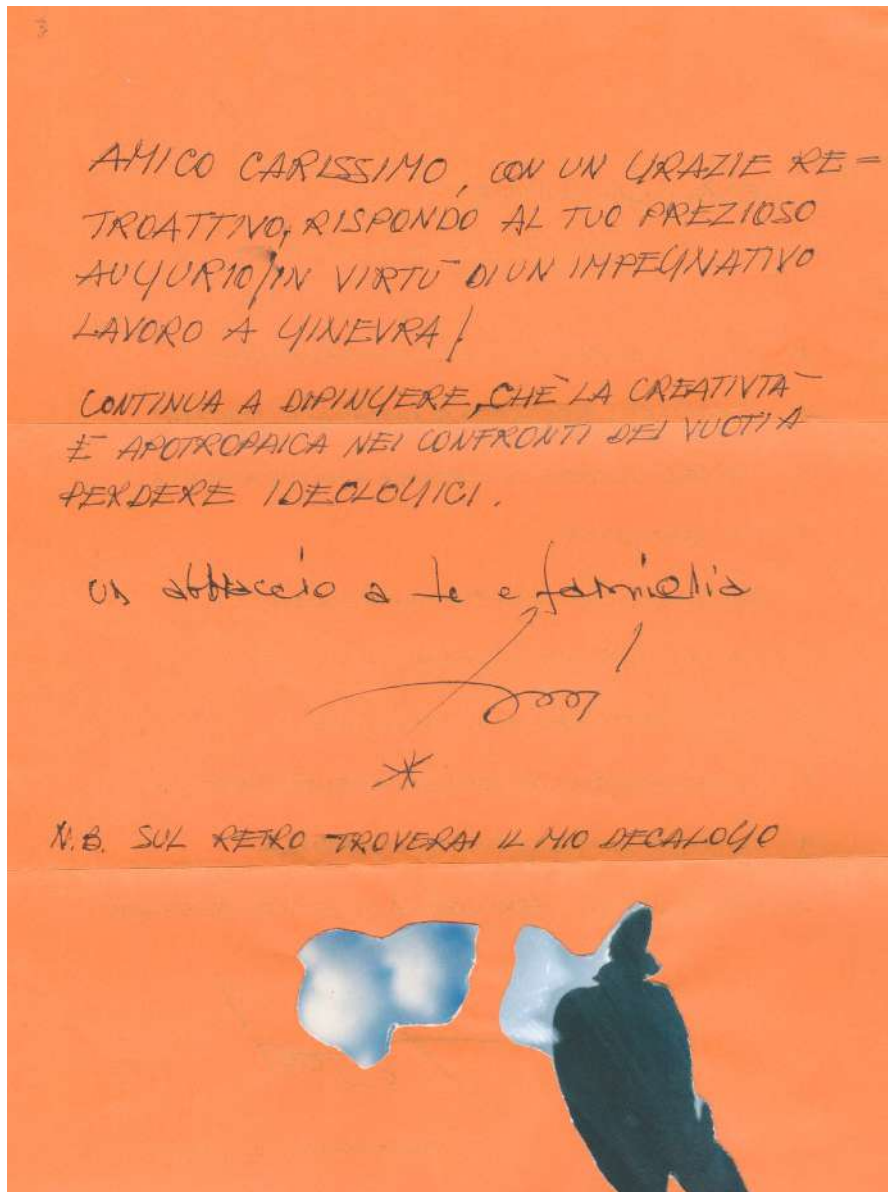 3
AMICO CARISSIMO, CON UN GRAZIE RE=
TROATTIVO, RISPONDO AL TUO PREZIOSO
AUGURIO, IN VIRTÙ DI UN IMPEGNATIVO
LAVORO A GINEVRA!
CONTINUA A DIPINGERE, CHÈ LA CREATIVTÀ
È APOTROPAICA NEI CONFRONTI DEI VUOTI A
PERDERE IDEOLOGICI.
un abbraccio a te e famiglia
N.B. SUL RETRO TROVERAI IL MIO DECALOGO